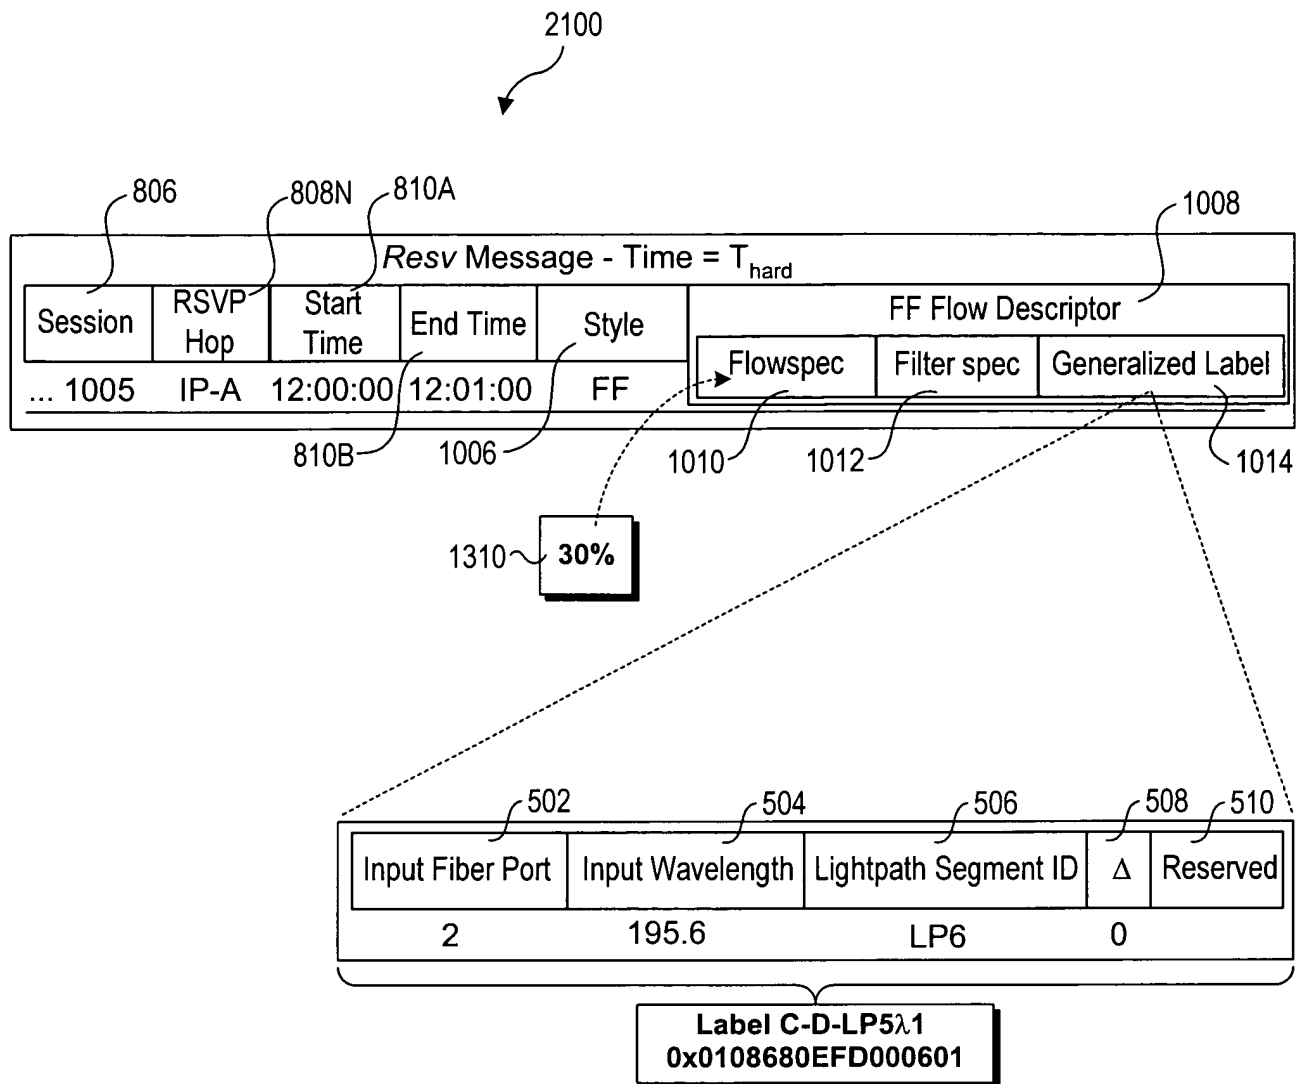 2100
806
808N
810A
1008
Resv Message - Time = Thard
Session
RSVP Hop
Start Time
End Time
Style
FF Flow Descriptor
Flowspec
Filter spec
Generalized Label
... 1005
IP-A
12:00:00
12:01:00
FF
810B
1006
1010
1012
1014
1310
30%
502
504
506
508
510
Input Fiber Port
Input Wavelength
Lightpath Segment ID
Δ
Reserved
2
195.6
LP6
0
Label C-D-LP5λ1
0x0108680EFD000601